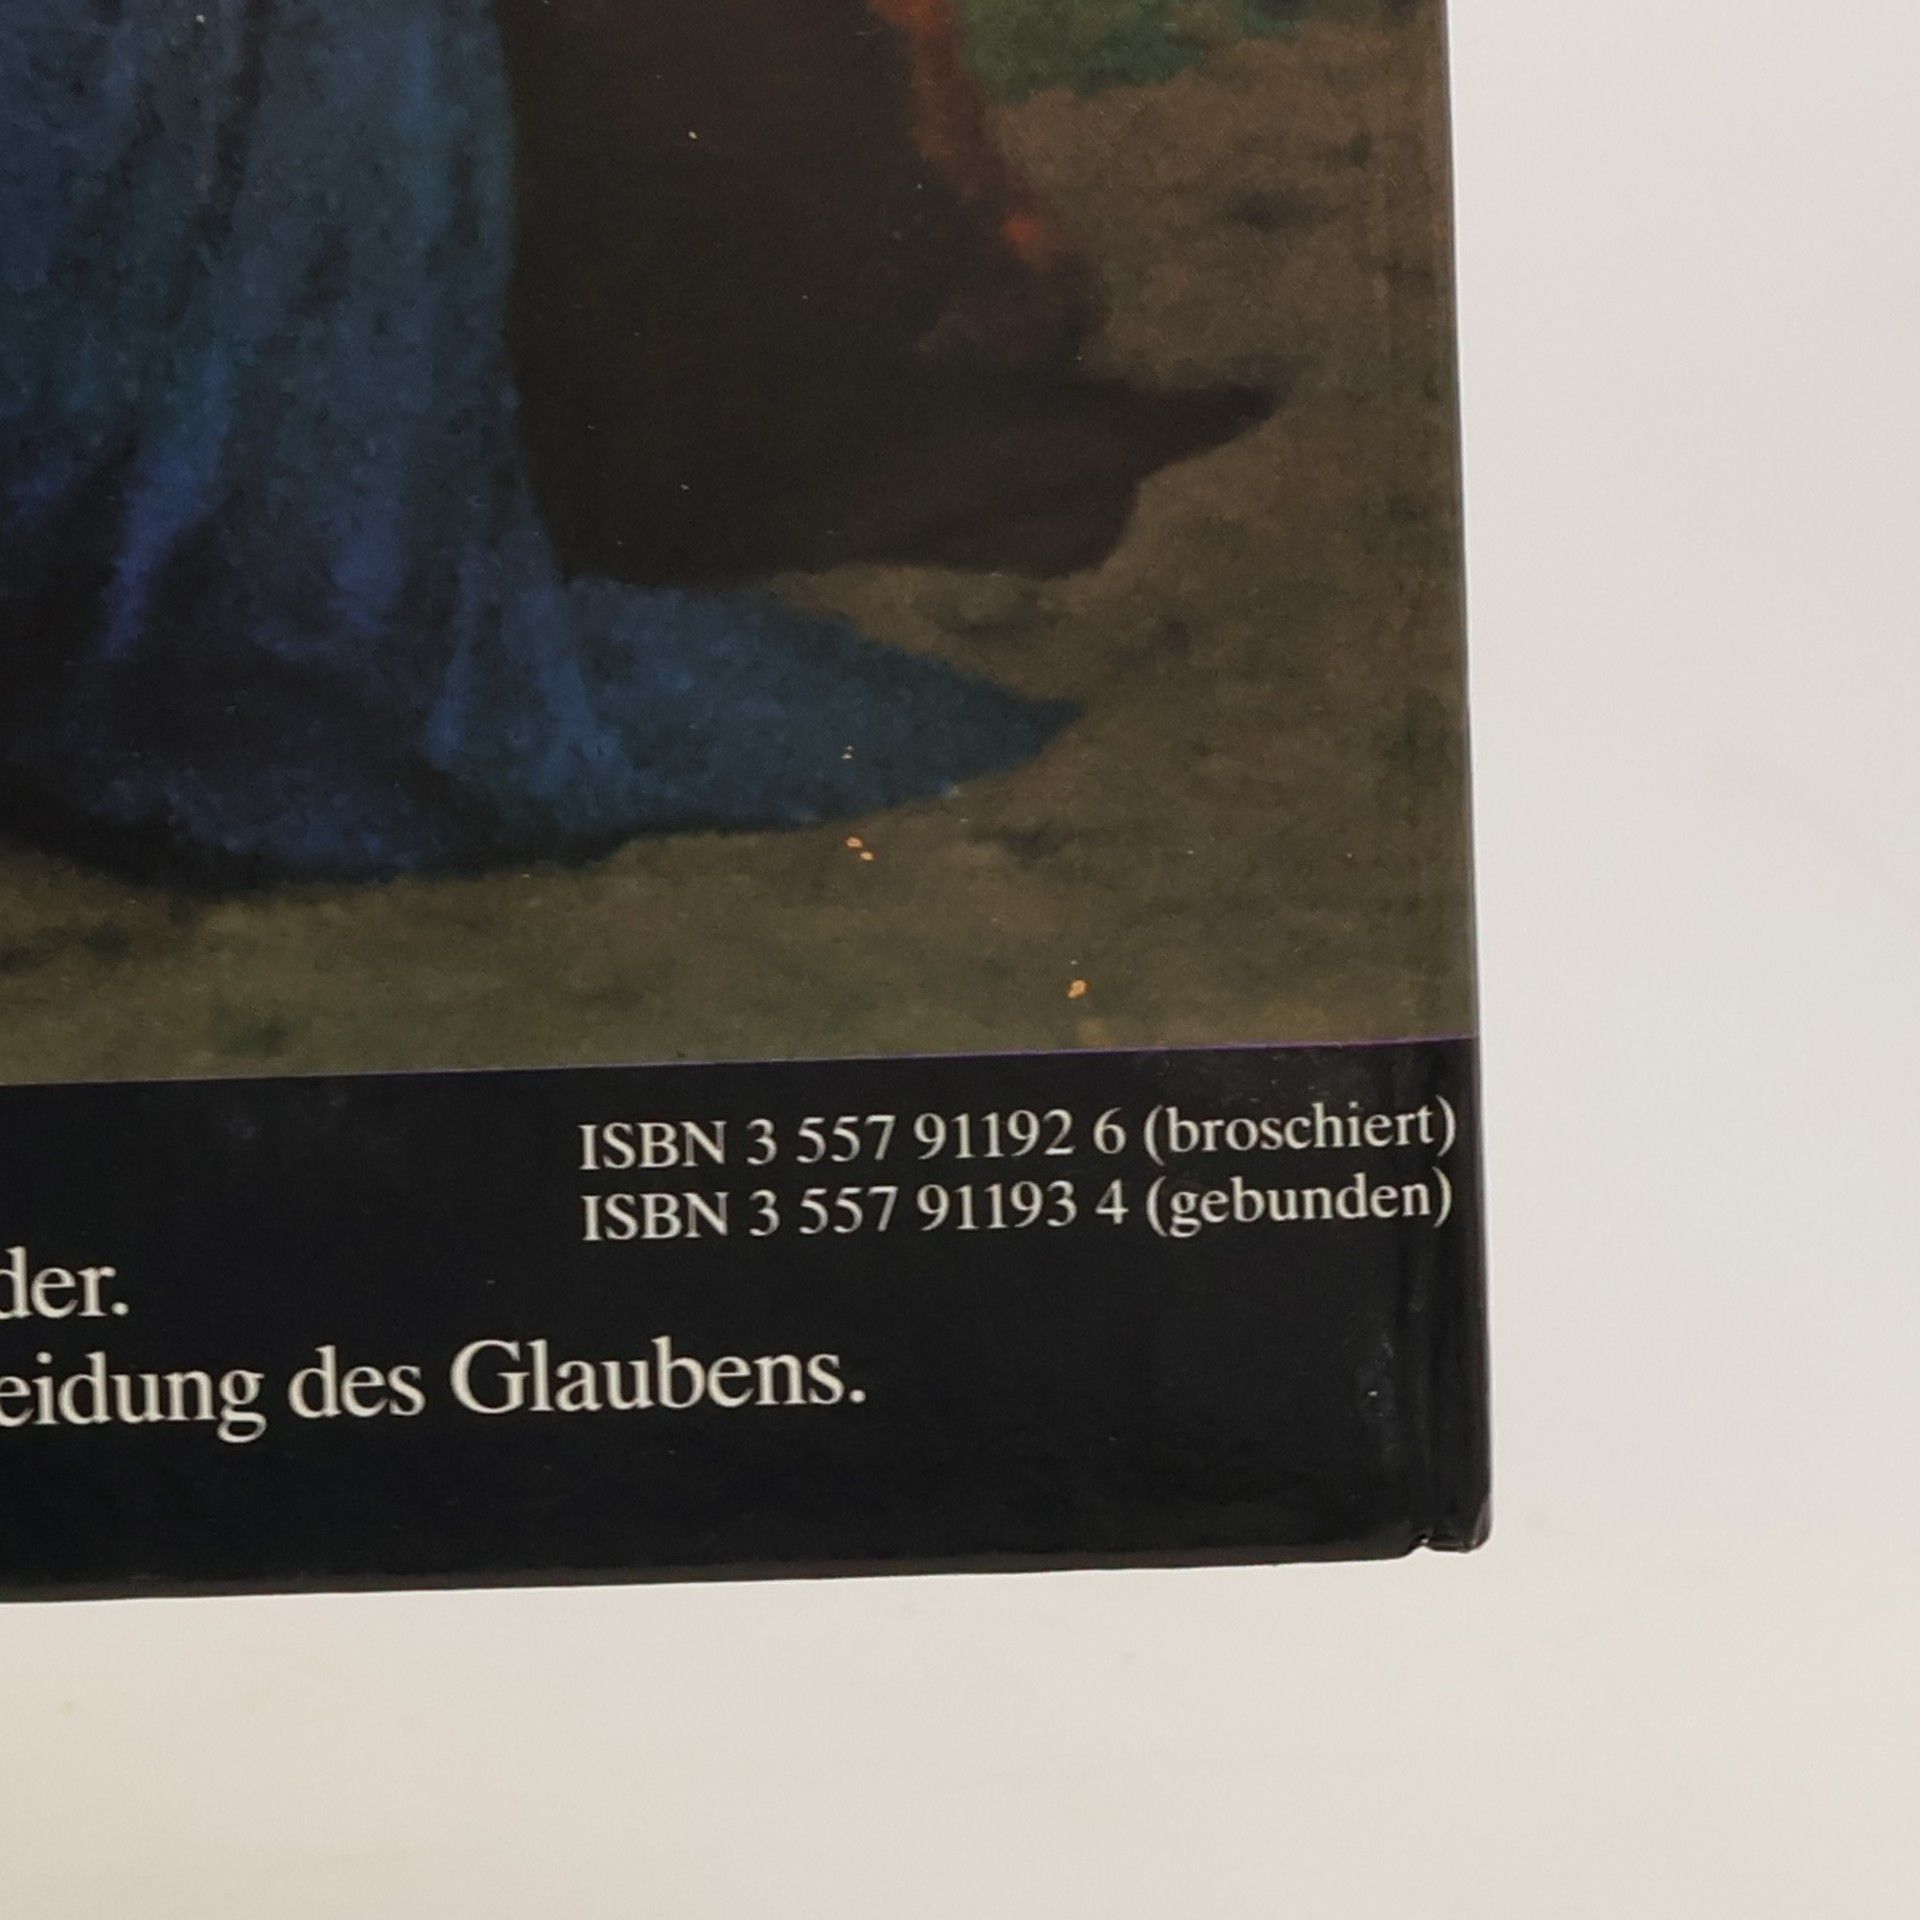 ISBN 3 557 91192 6 (broschiert)
ISBN 3 557 91193 4 (gebunden)
der.
eidung des Glaubens.